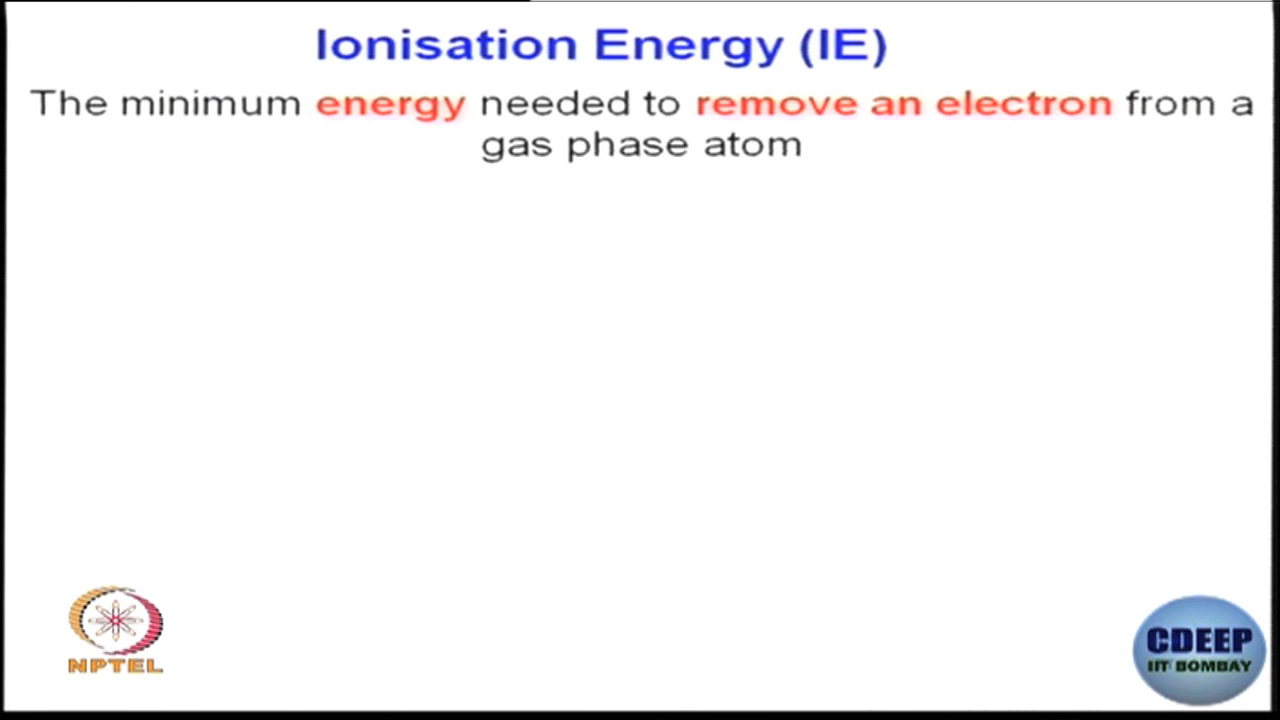 Ionisation Energy (IE)
The minimum energy needed to remove an electron from a
gas phase atom
NPTEL
CDEEP
IIT BOMBAY